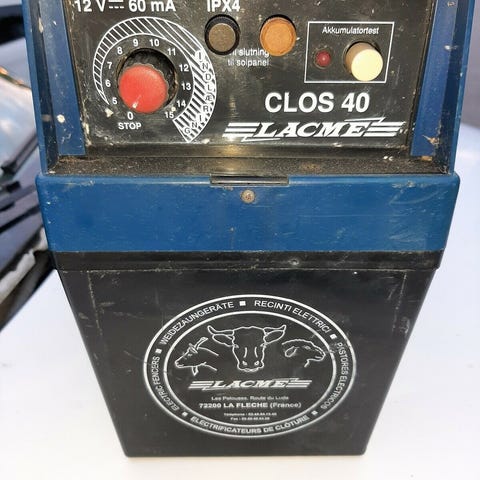 12 V 60 mA IPX4
Akkumulatortest
til slutning
til solpanel
5 6 7 8 9 10 11 12 13 14 15
INDLÆRING
0
STOP
CLOS 40
LACME
WEIDEZAUNGERÄTE ■ RECINTI ELETTRICI ■ PASTORES ELECTRICOS ■ ELECTRIFICATEURS DE CLÔTURE ■ ELECTRIC FENCERS ■
LACME
Les Pelouses, Route du Lude
72200 LA FLECHE (France)